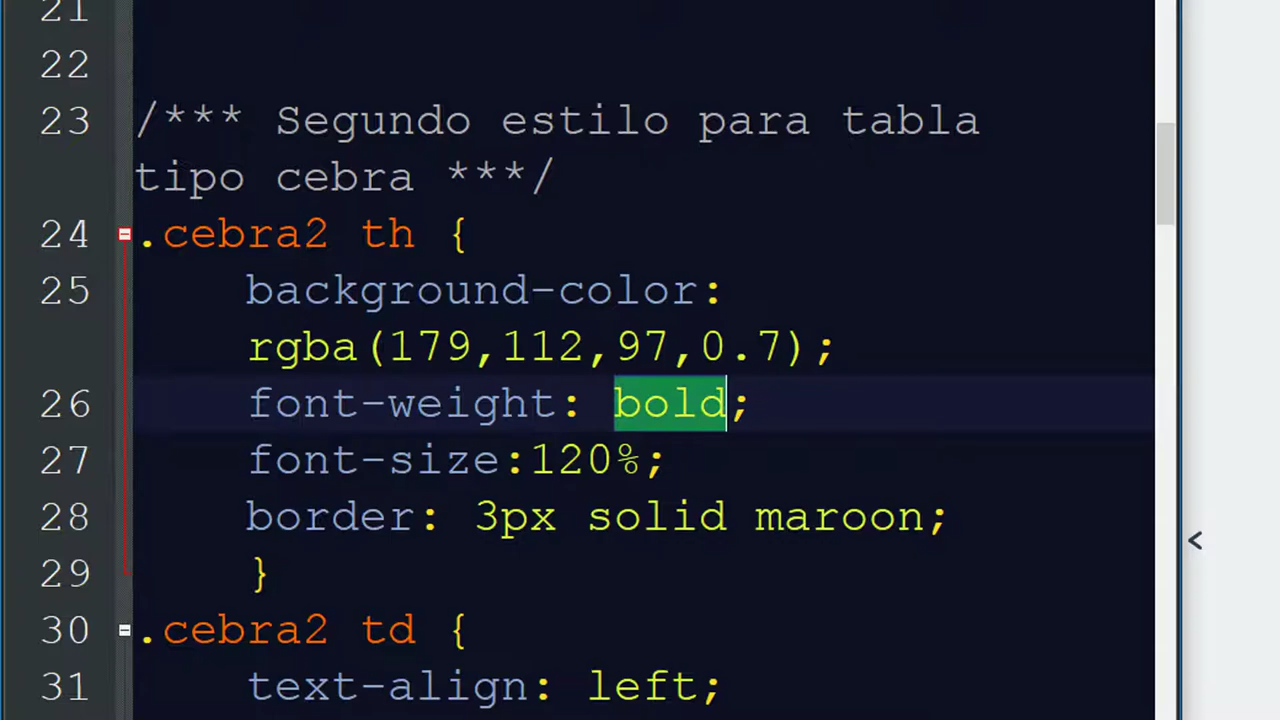 21
22
23 /*** Segundo estilo para tabla
tipo cebra ***/
24 .cebra2 th {
25 background-color:
rgba(179,112,97,0.7);
26 font-weight: bold;
27 font-size:120%;
28 border: 3px solid maroon;
29 }
30 .cebra2 td {
31 text-align: left;
<